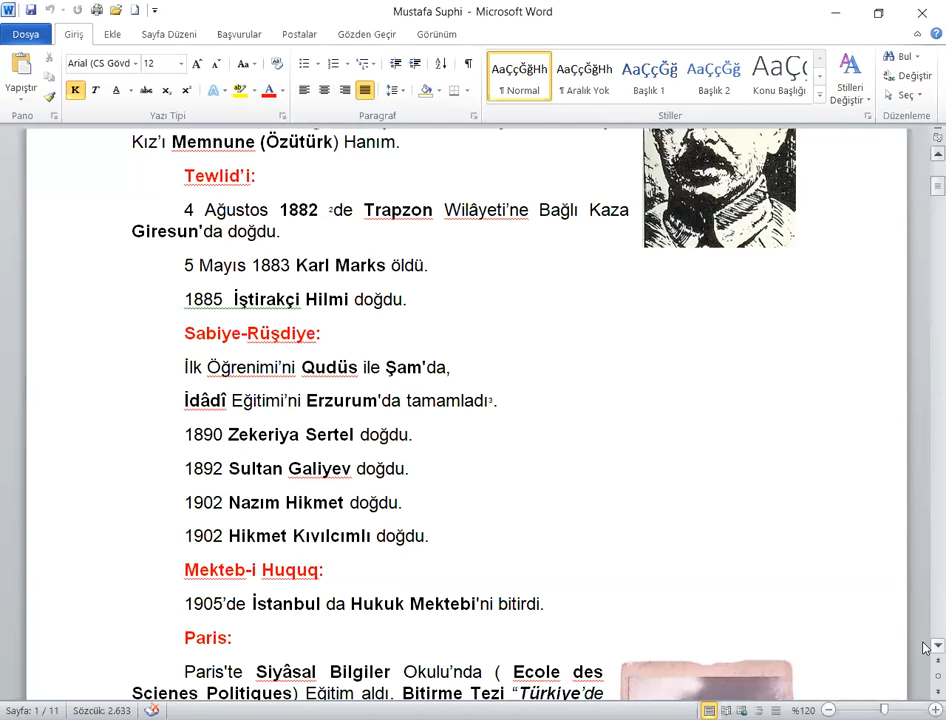 Mustafa Suphi - Microsoft Word
Dosya Giriş Ekle Sayfa Düzeni Başvurular Postalar Gözden Geçir Görünüm
Yapıştır
Arial (CS Gövd 12
AaÇçĞğHh AaÇçĞğHh AaÇçĞğ AaÇçĞğ AaÇç
¶ Normal ¶ Aralık Yok Başlık 1 Başlık 2 Konu Başlığı
Stilleri Değiştir
Bul
Değiştir
Seç
Pano Yazı Tipi Paragraf Stiller Düzenleme
Kız’ı Memnune (Özütürk) Hanım.
Tewlid’i:
4 Ağustos 1882 2de Trapzon Wilâyeti’ne Bağlı Kaza
Giresun'da doğdu.
5 Mayıs 1883 Karl Marks öldü.
1885 İştirakçi Hilmi doğdu.
Sabiye-Rüşdiye:
İlk Öğrenimi’ni Qudüs ile Şam'da,
İdâdî Eğitimi’ni Erzurum'da tamamladı3.
1890 Zekeriya Sertel doğdu.
1892 Sultan Galiyev doğdu.
1902 Nazım Hikmet doğdu.
1902 Hikmet Kıvılcımlı doğdu.
Mekteb-i Huquq:
1905’de İstanbul da Hukuk Mektebi'ni bitirdi.
Paris:
Paris'te Siyâsal Bilgiler Okulu’nda ( Ecole des
Scienes Politiques) Eğitim aldı. Bitirme Tezi “Türkiye’de
Sayfa: 1 / 11 Sözcük: 2.633 %120